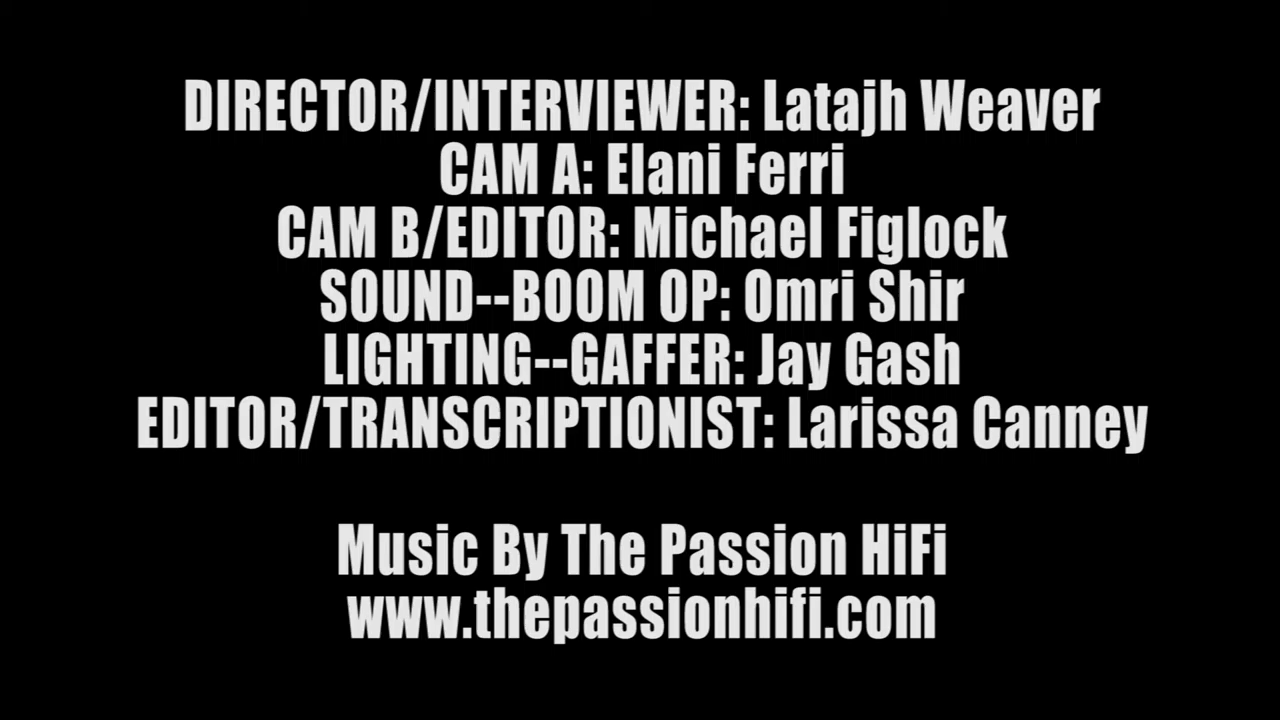 DIRECTOR/INTERVIEWER: Latajh Weaver
CAM A: Elani Ferri
CAM B/EDITOR: Michael Figlock
SOUND--BOOM OP: Omri Shir
LIGHTING--GAFFER: Jay Gash
EDITOR/TRANSCRIPTIONIST: Larissa Canney
Music By The Passion HiFi
www.thepassionhifi.com